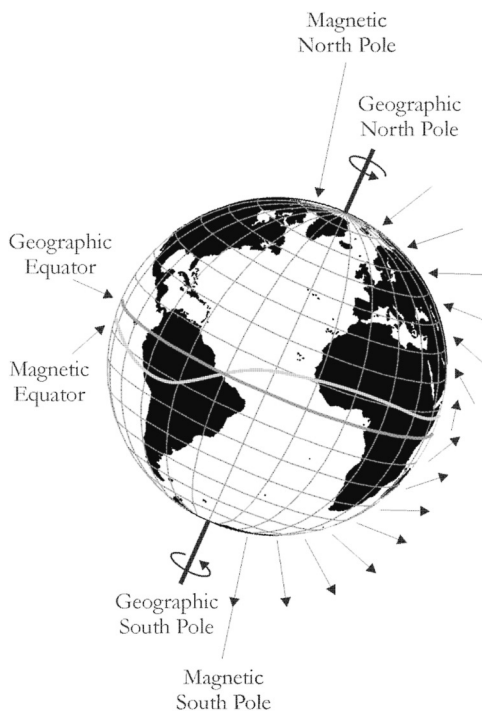 Magnetic
North Pole
Geographic
North Pole
Geographic
Equator
Magnetic
Equator
Geographic
South Pole
Magnetic
South Pole